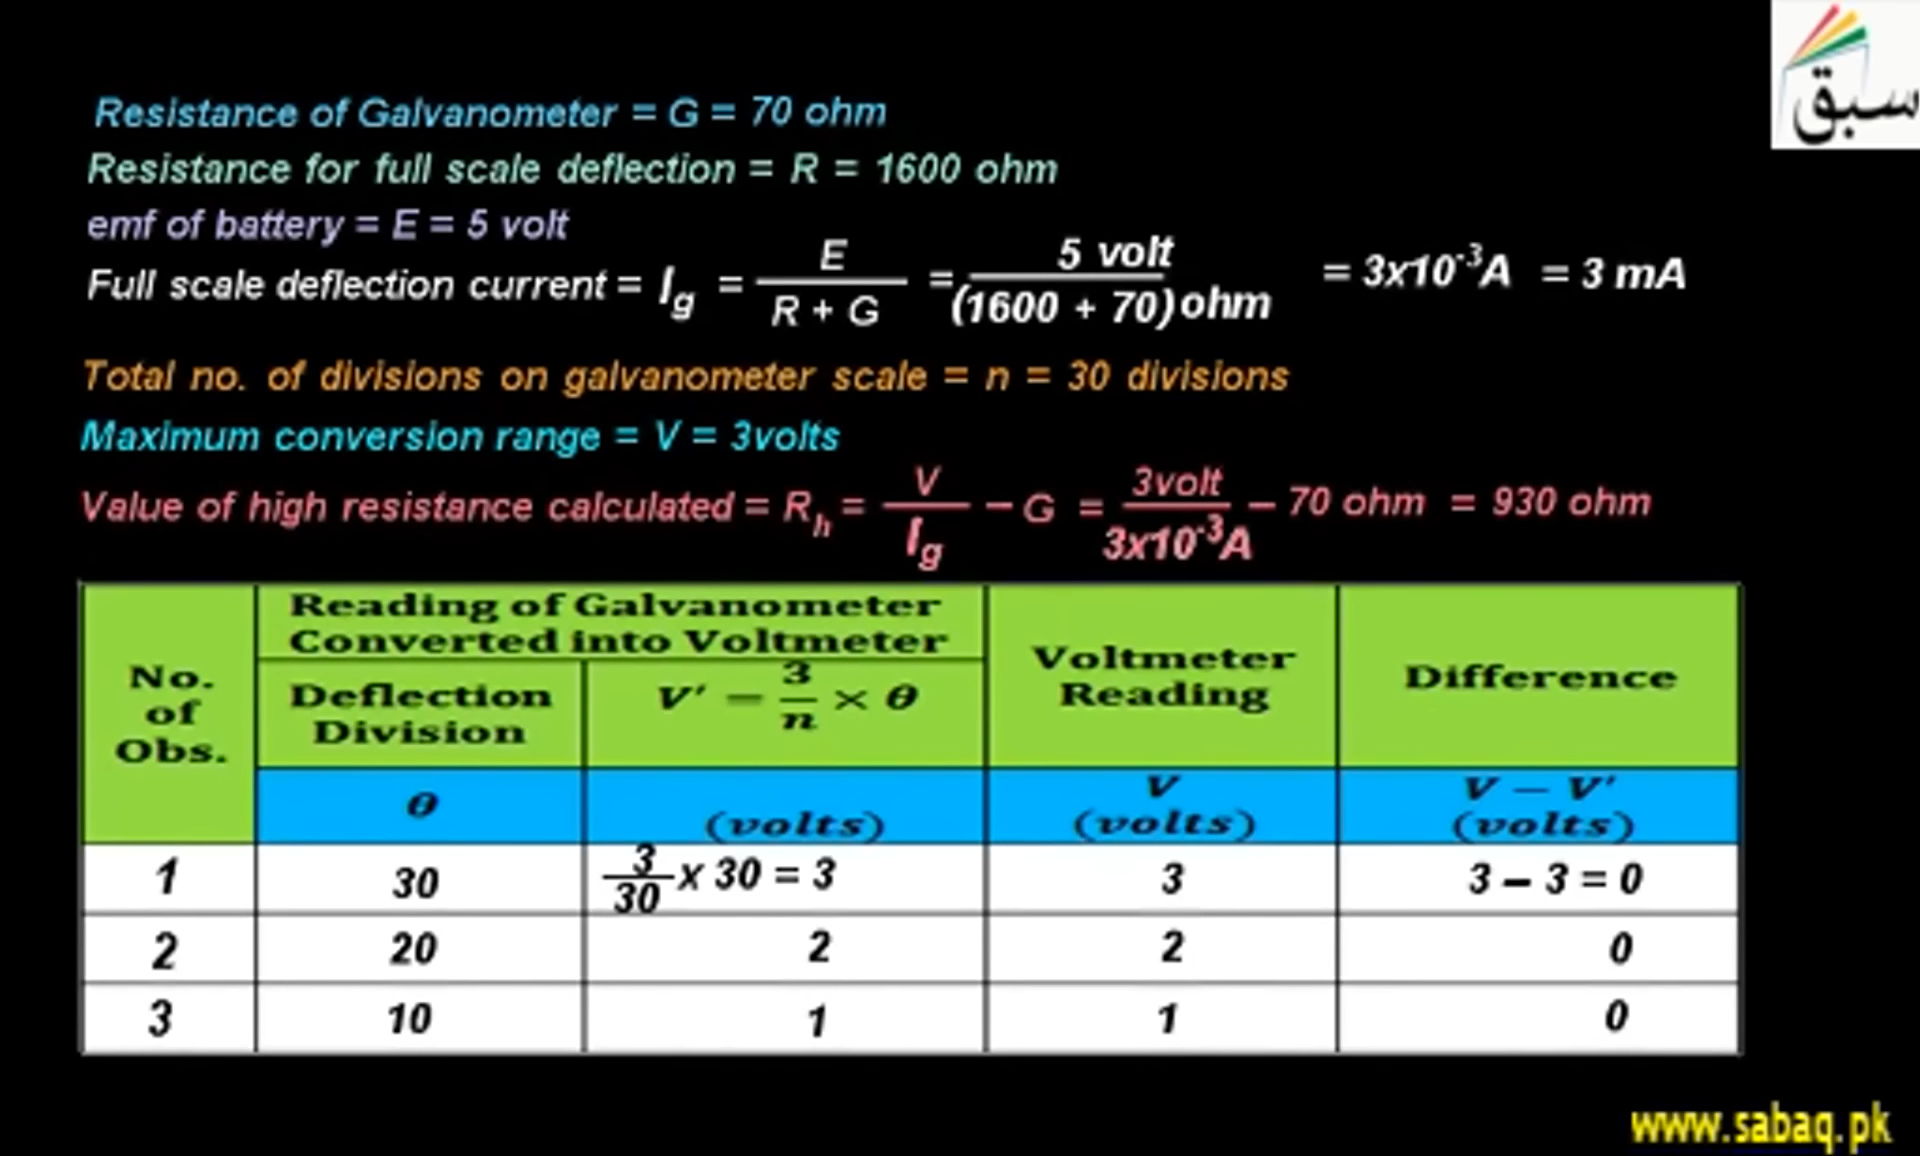 سبق
Resistance of Galvanometer = G = 70 ohm
Resistance for full scale deflection = R = 1600 ohm
emf of battery = E = 5 volt
Full scale deflection current = Ig = E / R + G = 5 volt / (1600 + 70) ohm = 3x10⁻³A = 3 mA
Total no. of divisions on galvanometer scale = n = 30 divisions
Maximum conversion range = V = 3volts
Value of high resistance calculated = Rh = V / Ig – G = 3volt / 3x10⁻³A – 70 ohm = 930 ohm
No. of Obs.
Reading of Galvanometer
Converted into Voltmeter
Deflection Division
V′ – 3/n × θ
Voltmeter Reading
Difference
θ
(volts)
V (volts)
V – V′ (volts)
1 30 3/30 x 30 = 3 3 3 – 3 = 0
2 20 2 2 0
3 10 1 1 0
www.sabaq.pk